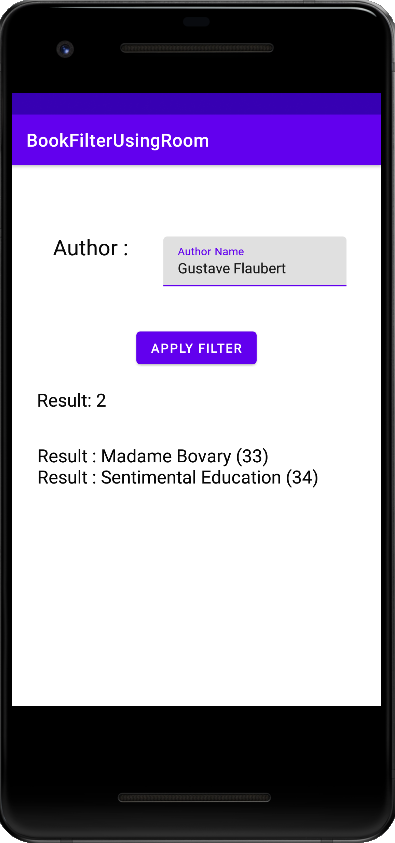 BookFilterUsingRoom
Author :
Author Name
Gustave Flaubert
APPLY FILTER
Result: 2
Result : Madame Bovary (33)
Result : Sentimental Education (34)